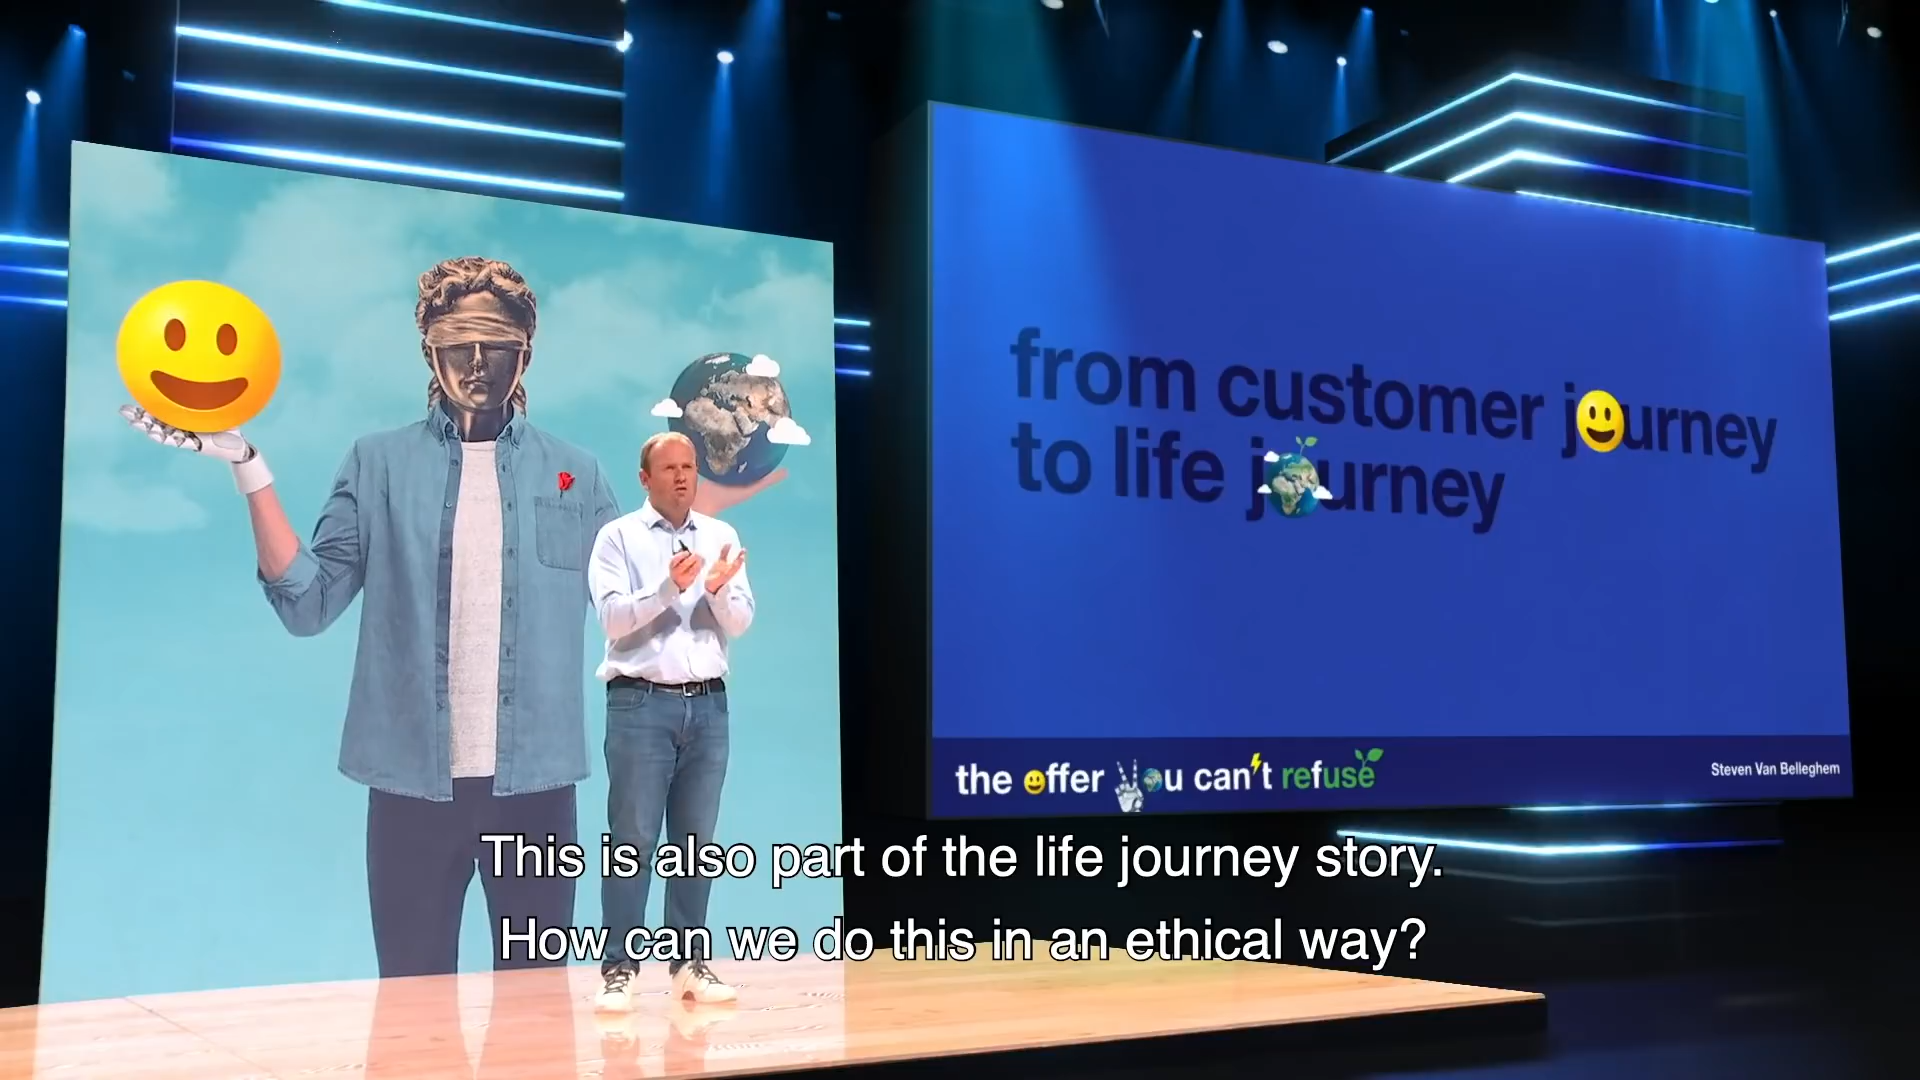 from customer journey
to life journey
the offer you can't refuse
Steven Van Belleghem
This is also part of the life journey story.
How can we do this in an ethical way?